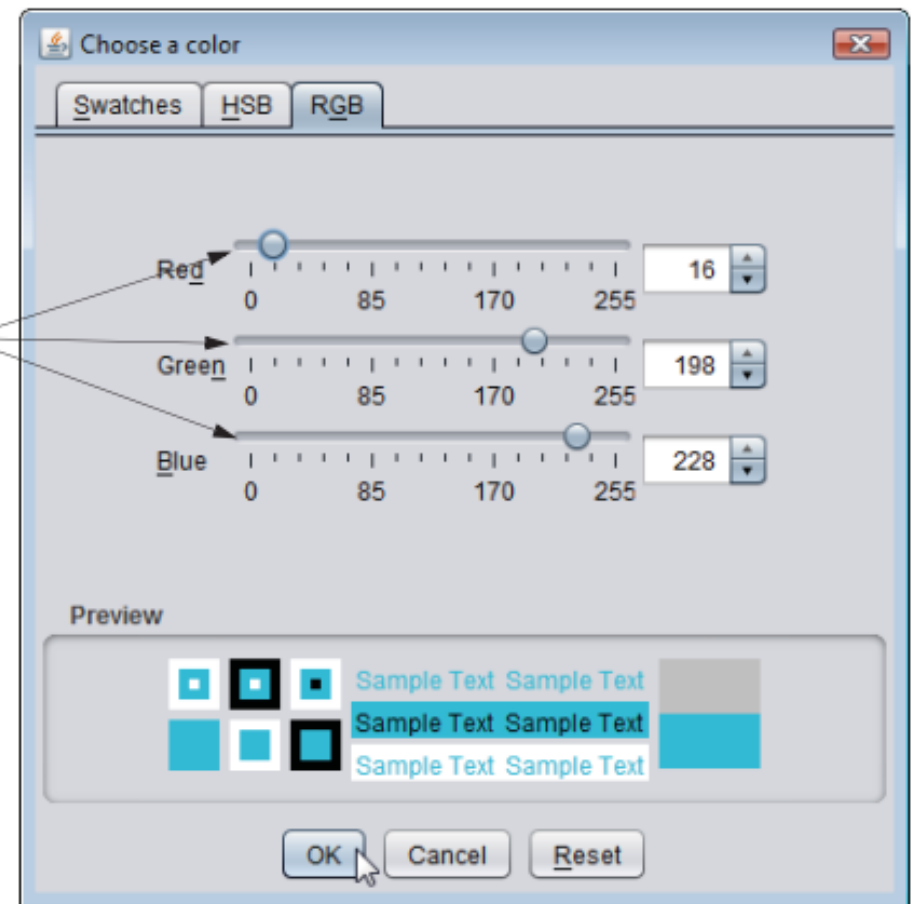 Choose a color
Swatches HSB RGB
Red 16
0 85 170 255
Green 198
0 85 170 255
Blue 228
0 85 170 255
Preview
Sample Text Sample Text
Sample Text Sample Text
Sample Text Sample Text
OK Cancel Reset